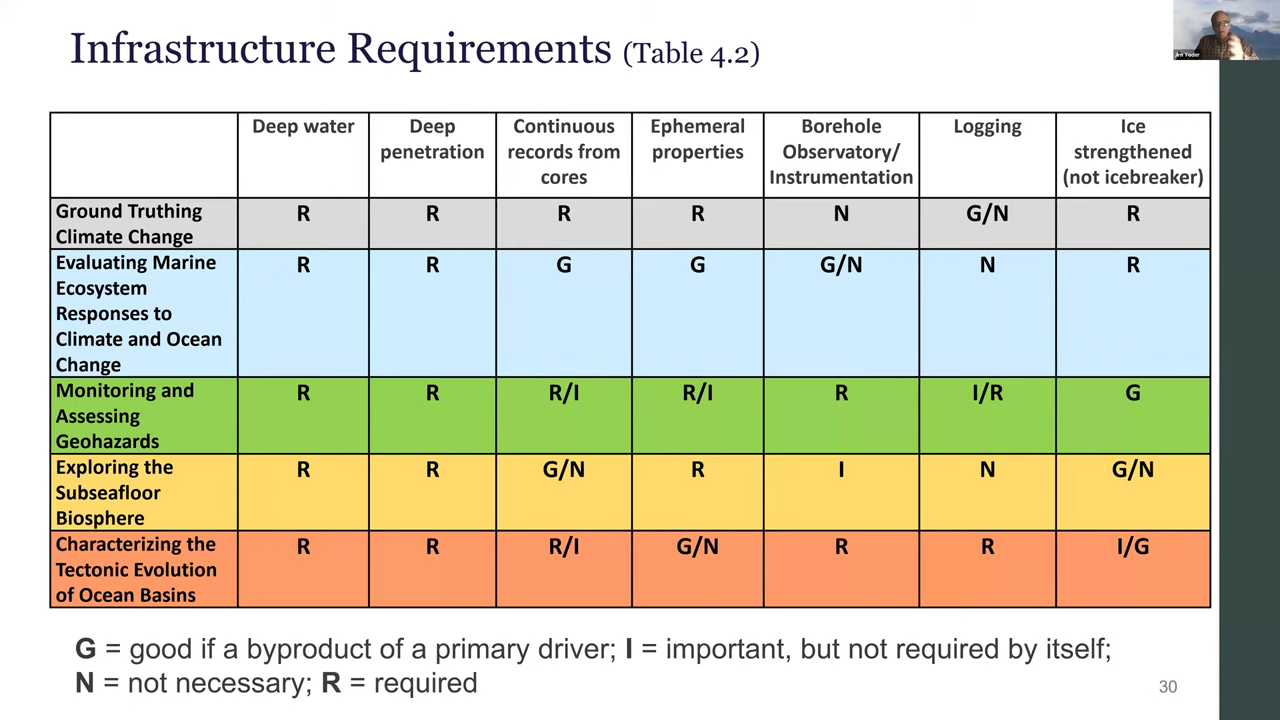 Infrastructure Requirements (Table 4.2)
Jim Yoder
Deep water
Deep
penetration
Continuous
records from
cores
Ephemeral
properties
Borehole
Observatory/
Instrumentation
Logging
Ice
strengthened
(not icebreaker)
Ground Truthing
Climate Change
R R R R N G/N R
Evaluating Marine
Ecosystem
Responses to
Climate and Ocean
Change
R R G G G/N N R
Monitoring and
Assessing
Geohazards
R R R/I R/I R I/R G
Exploring the
Subseafloor
Biosphere
R R G/N R I N G/N
Characterizing the
Tectonic Evolution
of Ocean Basins
R R R/I G/N R R I/G
G = good if a byproduct of a primary driver; I = important, but not required by itself;
N = not necessary; R = required
30